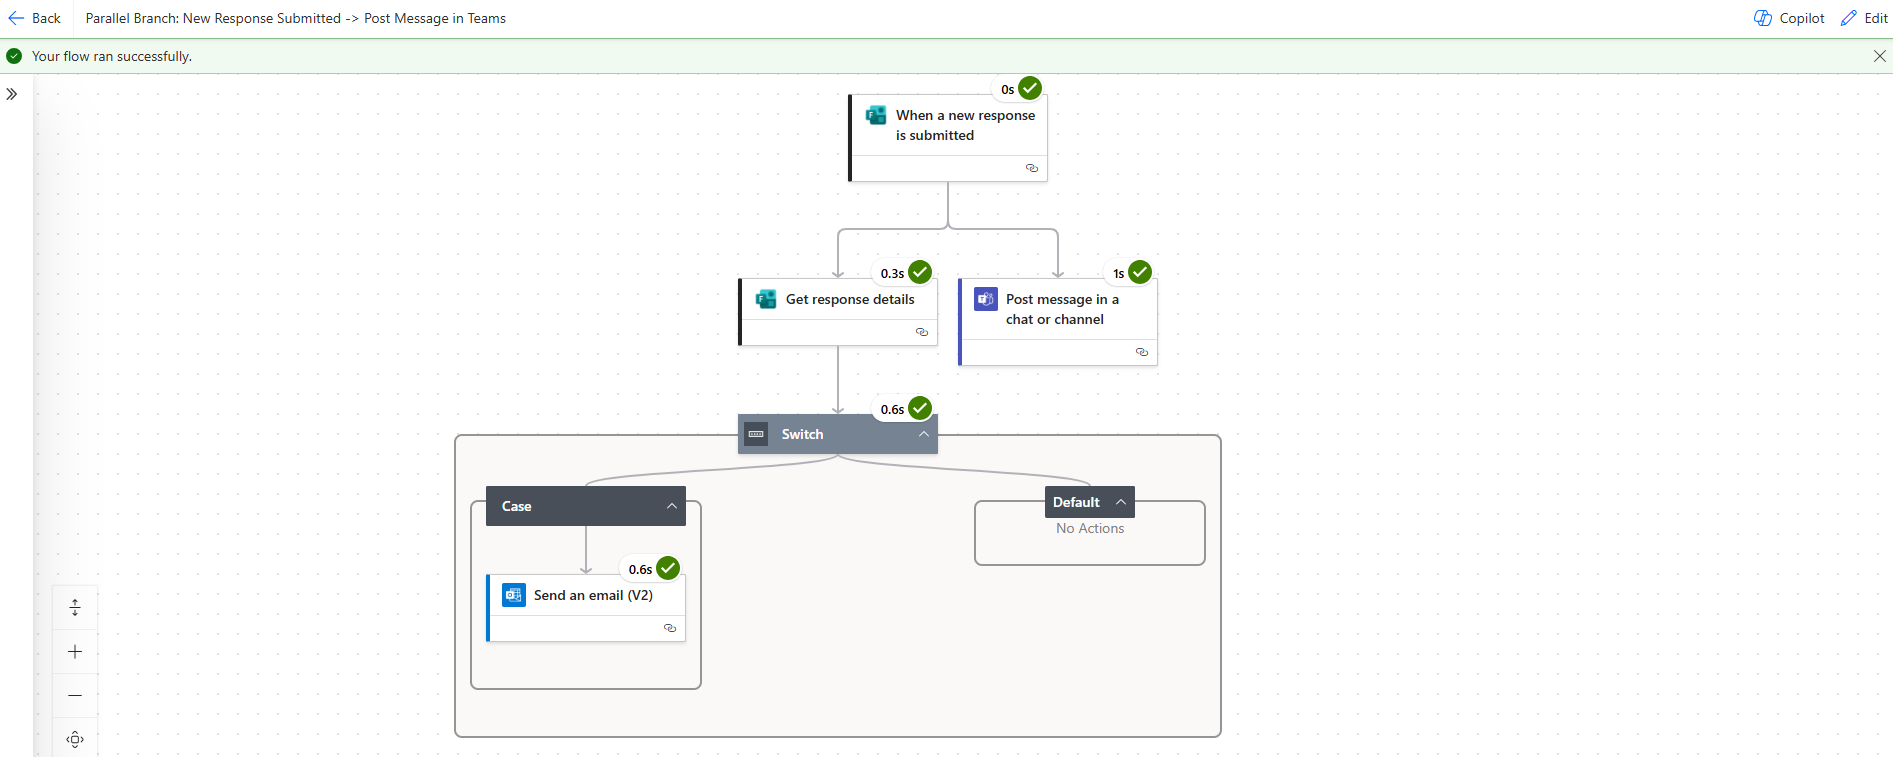 Back
Parallel Branch: New Response Submitted -> Post Message in Teams
Copilot
Edit
Your flow ran successfully.
0s
When a new response
is submitted
0.3s
Get response details
1s
Post message in a
chat or channel
0.6s
Switch
Case
Default
No Actions
0.6s
Send an email (V2)